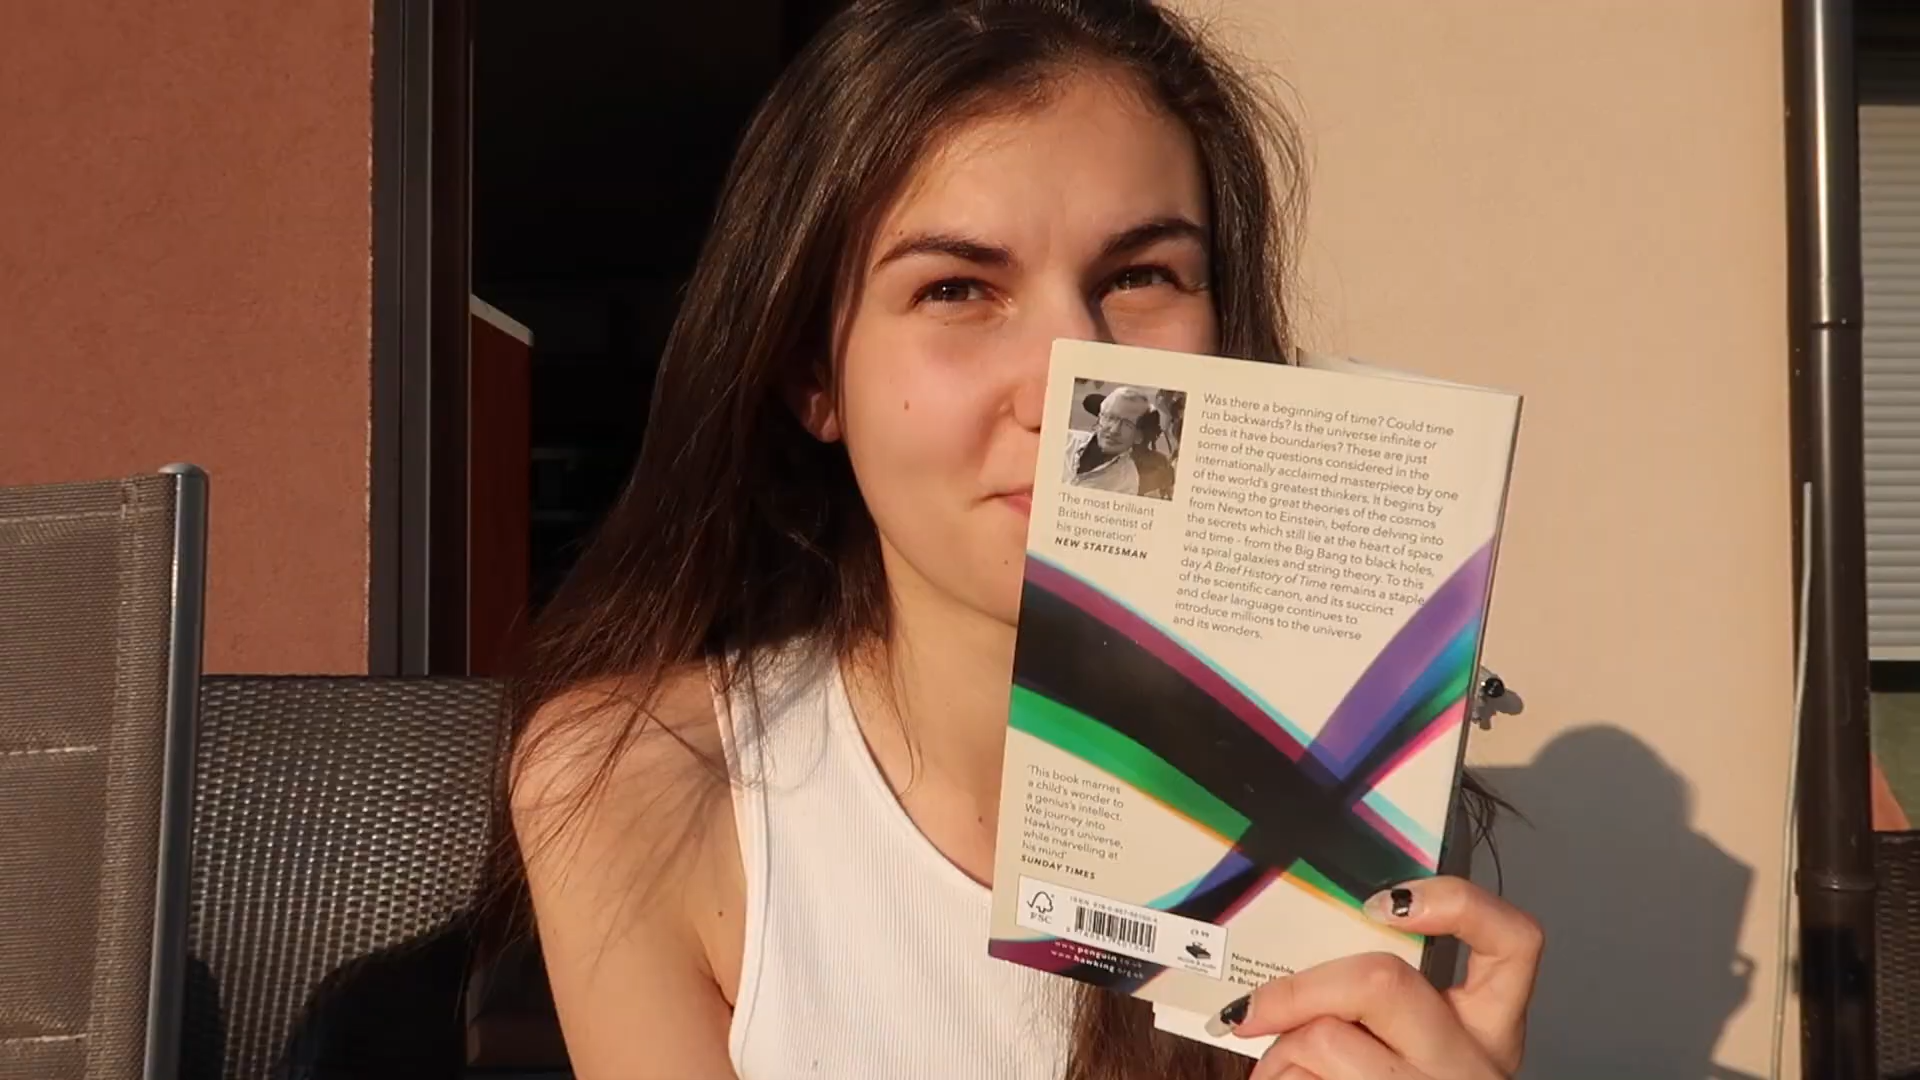 Was there a beginning of time? Could time
run backwards? Is the universe infinite or
does it have boundaries? These are just
some of the questions considered in the
internationally acclaimed masterpiece by one
of the world's greatest thinkers. It begins by
reviewing the great theories of the cosmos
from Newton to Einstein, before delving into
the secrets which still lie at the heart of space
and time - from the Big Bang to black holes,
via spiral galaxies and string theory. To this
day A Brief History of Time remains a staple
of the scientific canon, and its succinct
and clear language continues to
introduce millions to the universe
and its wonders.
'The most brilliant
British scientist of
his generation'
NEW STATESMAN
'This book marries
a child's wonder to
a genius's intellect.
We journey into
Hawking's universe,
while marvelling at
his mind'
SUNDAY TIMES
FSC
ISBN
£9.99
www.penguin.co.uk
www.hawking.org.uk
Now available
Stephen
A Brief